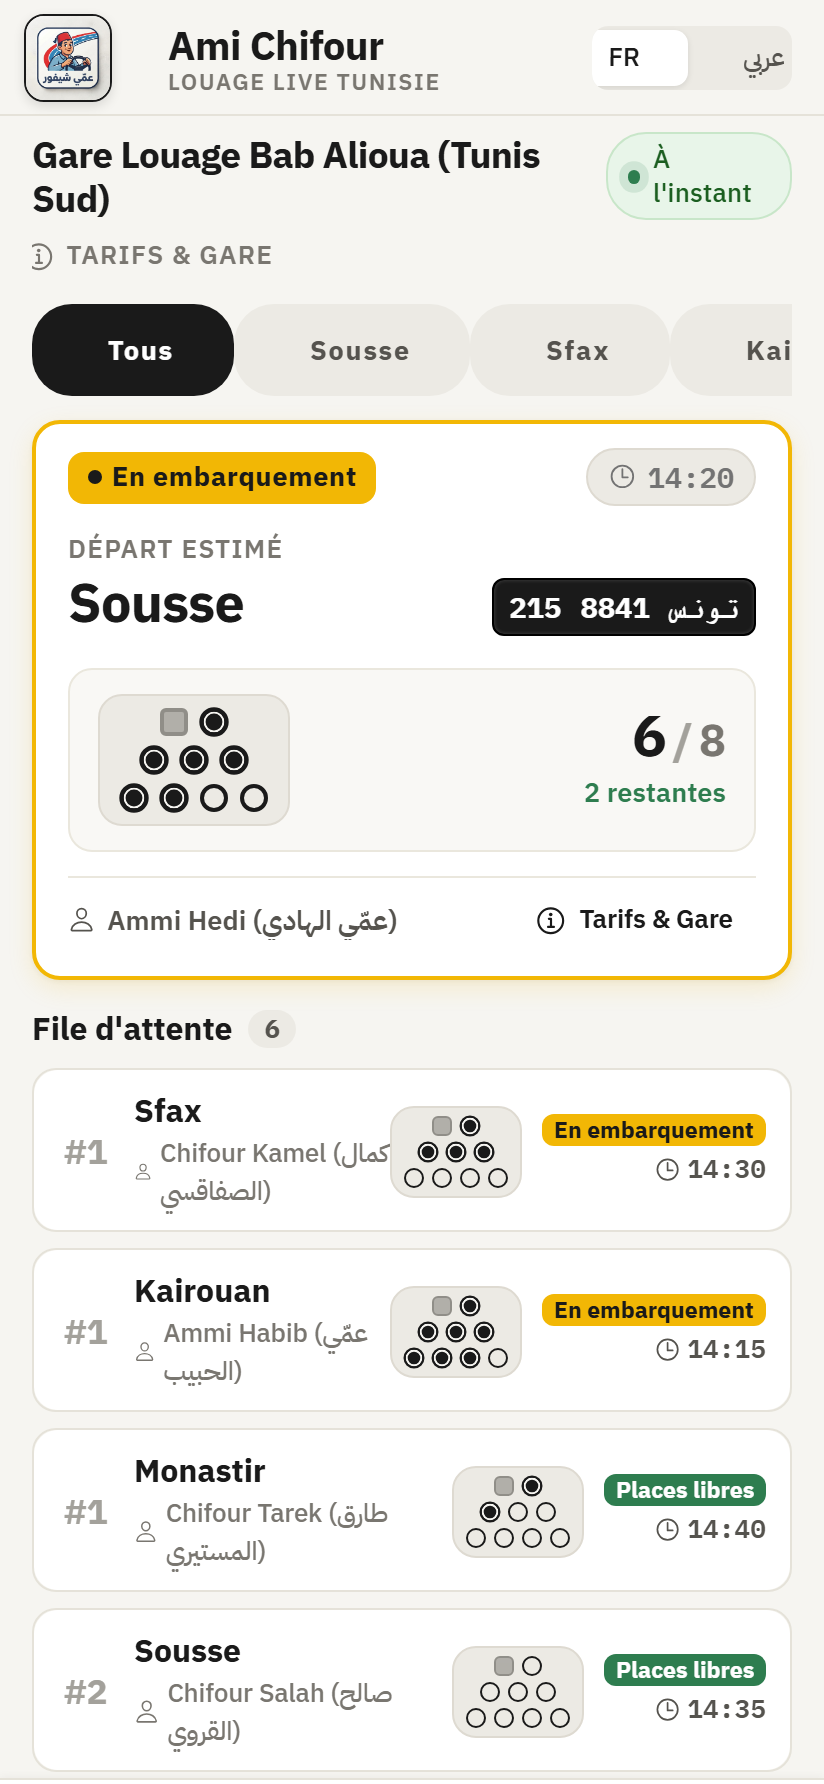 عمّي شيفور
Ami Chifour
LOUAGE LIVE TUNISIE
FR
عربي
Gare Louage Bab Alioua (Tunis
Sud)
À
l'instant
TARIFS & GARE
Tous
Sousse
Sfax
Kai
En embarquement
14:20
DÉPART ESTIMÉ
Sousse
215 8841 تونس
6/8
2 restantes
Ammi Hedi (عمّي الهادي)
Tarifs & Gare
File d'attente 6
#1
Sfax
Chifour Kamel (كمال
الصفاقسي)
En embarquement
14:30
#1
Kairouan
Ammi Habib (عمّي
الحبيب)
En embarquement
14:15
#1
Monastir
Chifour Tarek (طارق
المستيري)
Places libres
14:40
#2
Sousse
Chifour Salah (صالح
القروي)
Places libres
14:35